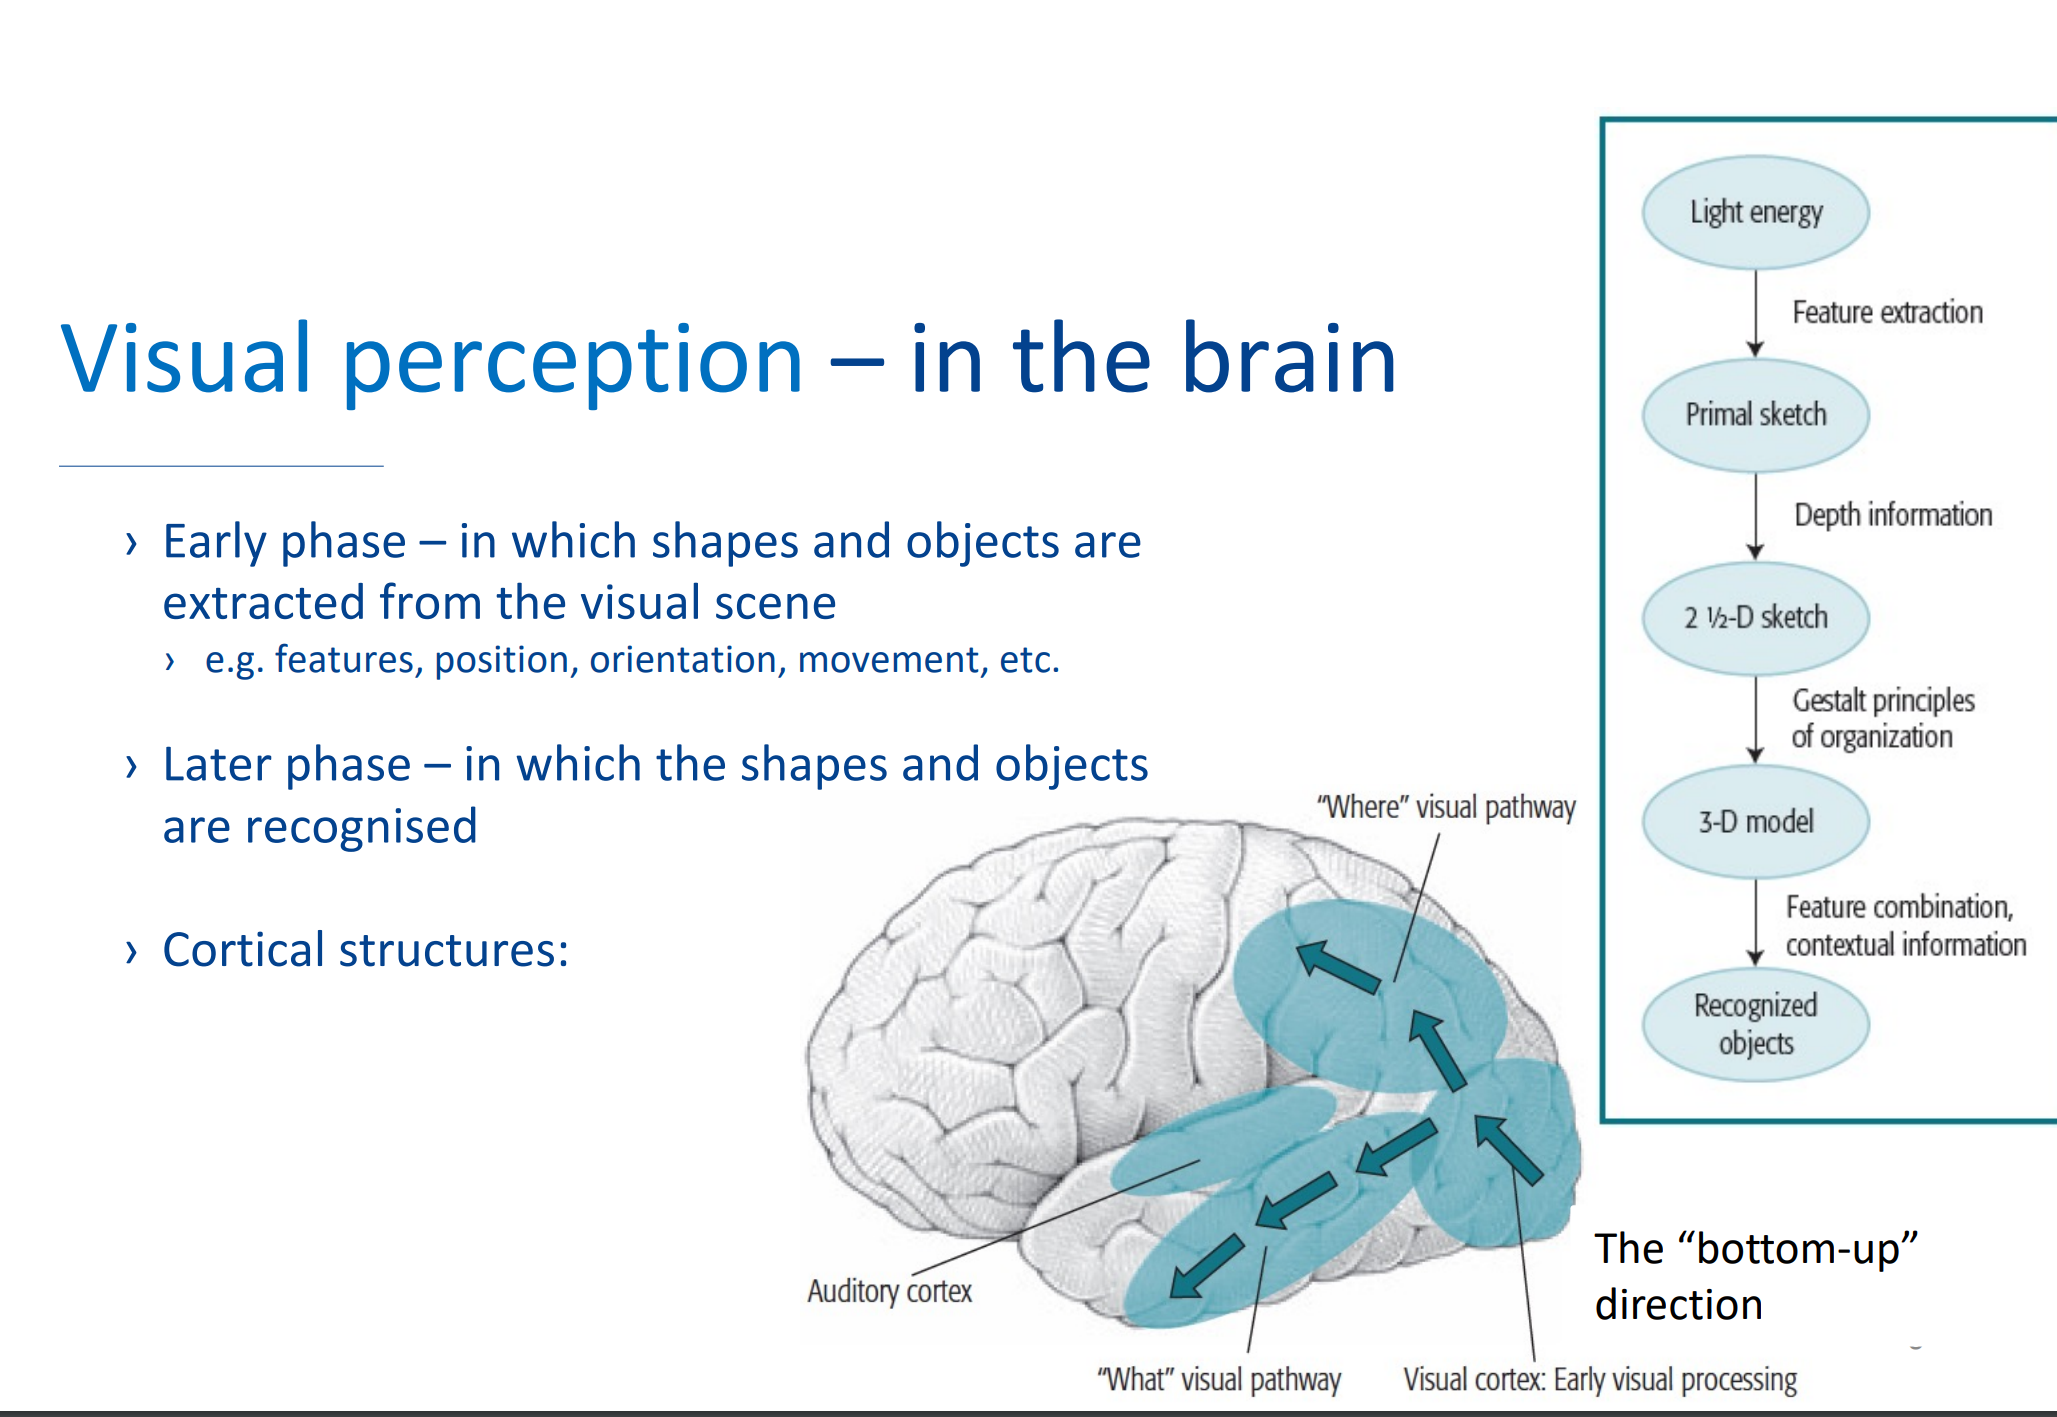 Visual perception – in the brain
› Early phase – in which shapes and objects are
extracted from the visual scene
› e.g. features, position, orientation, movement, etc.
› Later phase – in which the shapes and objects
are recognised
› Cortical structures:
"Where" visual pathway
Auditory cortex
"What" visual pathway
Visual cortex: Early visual processing
Light energy
Feature extraction
Primal sketch
Depth information
2 ½-D sketch
Gestalt principles
of organization
3-D model
Feature combination,
contextual information
Recognized
objects
The “bottom-up”
direction